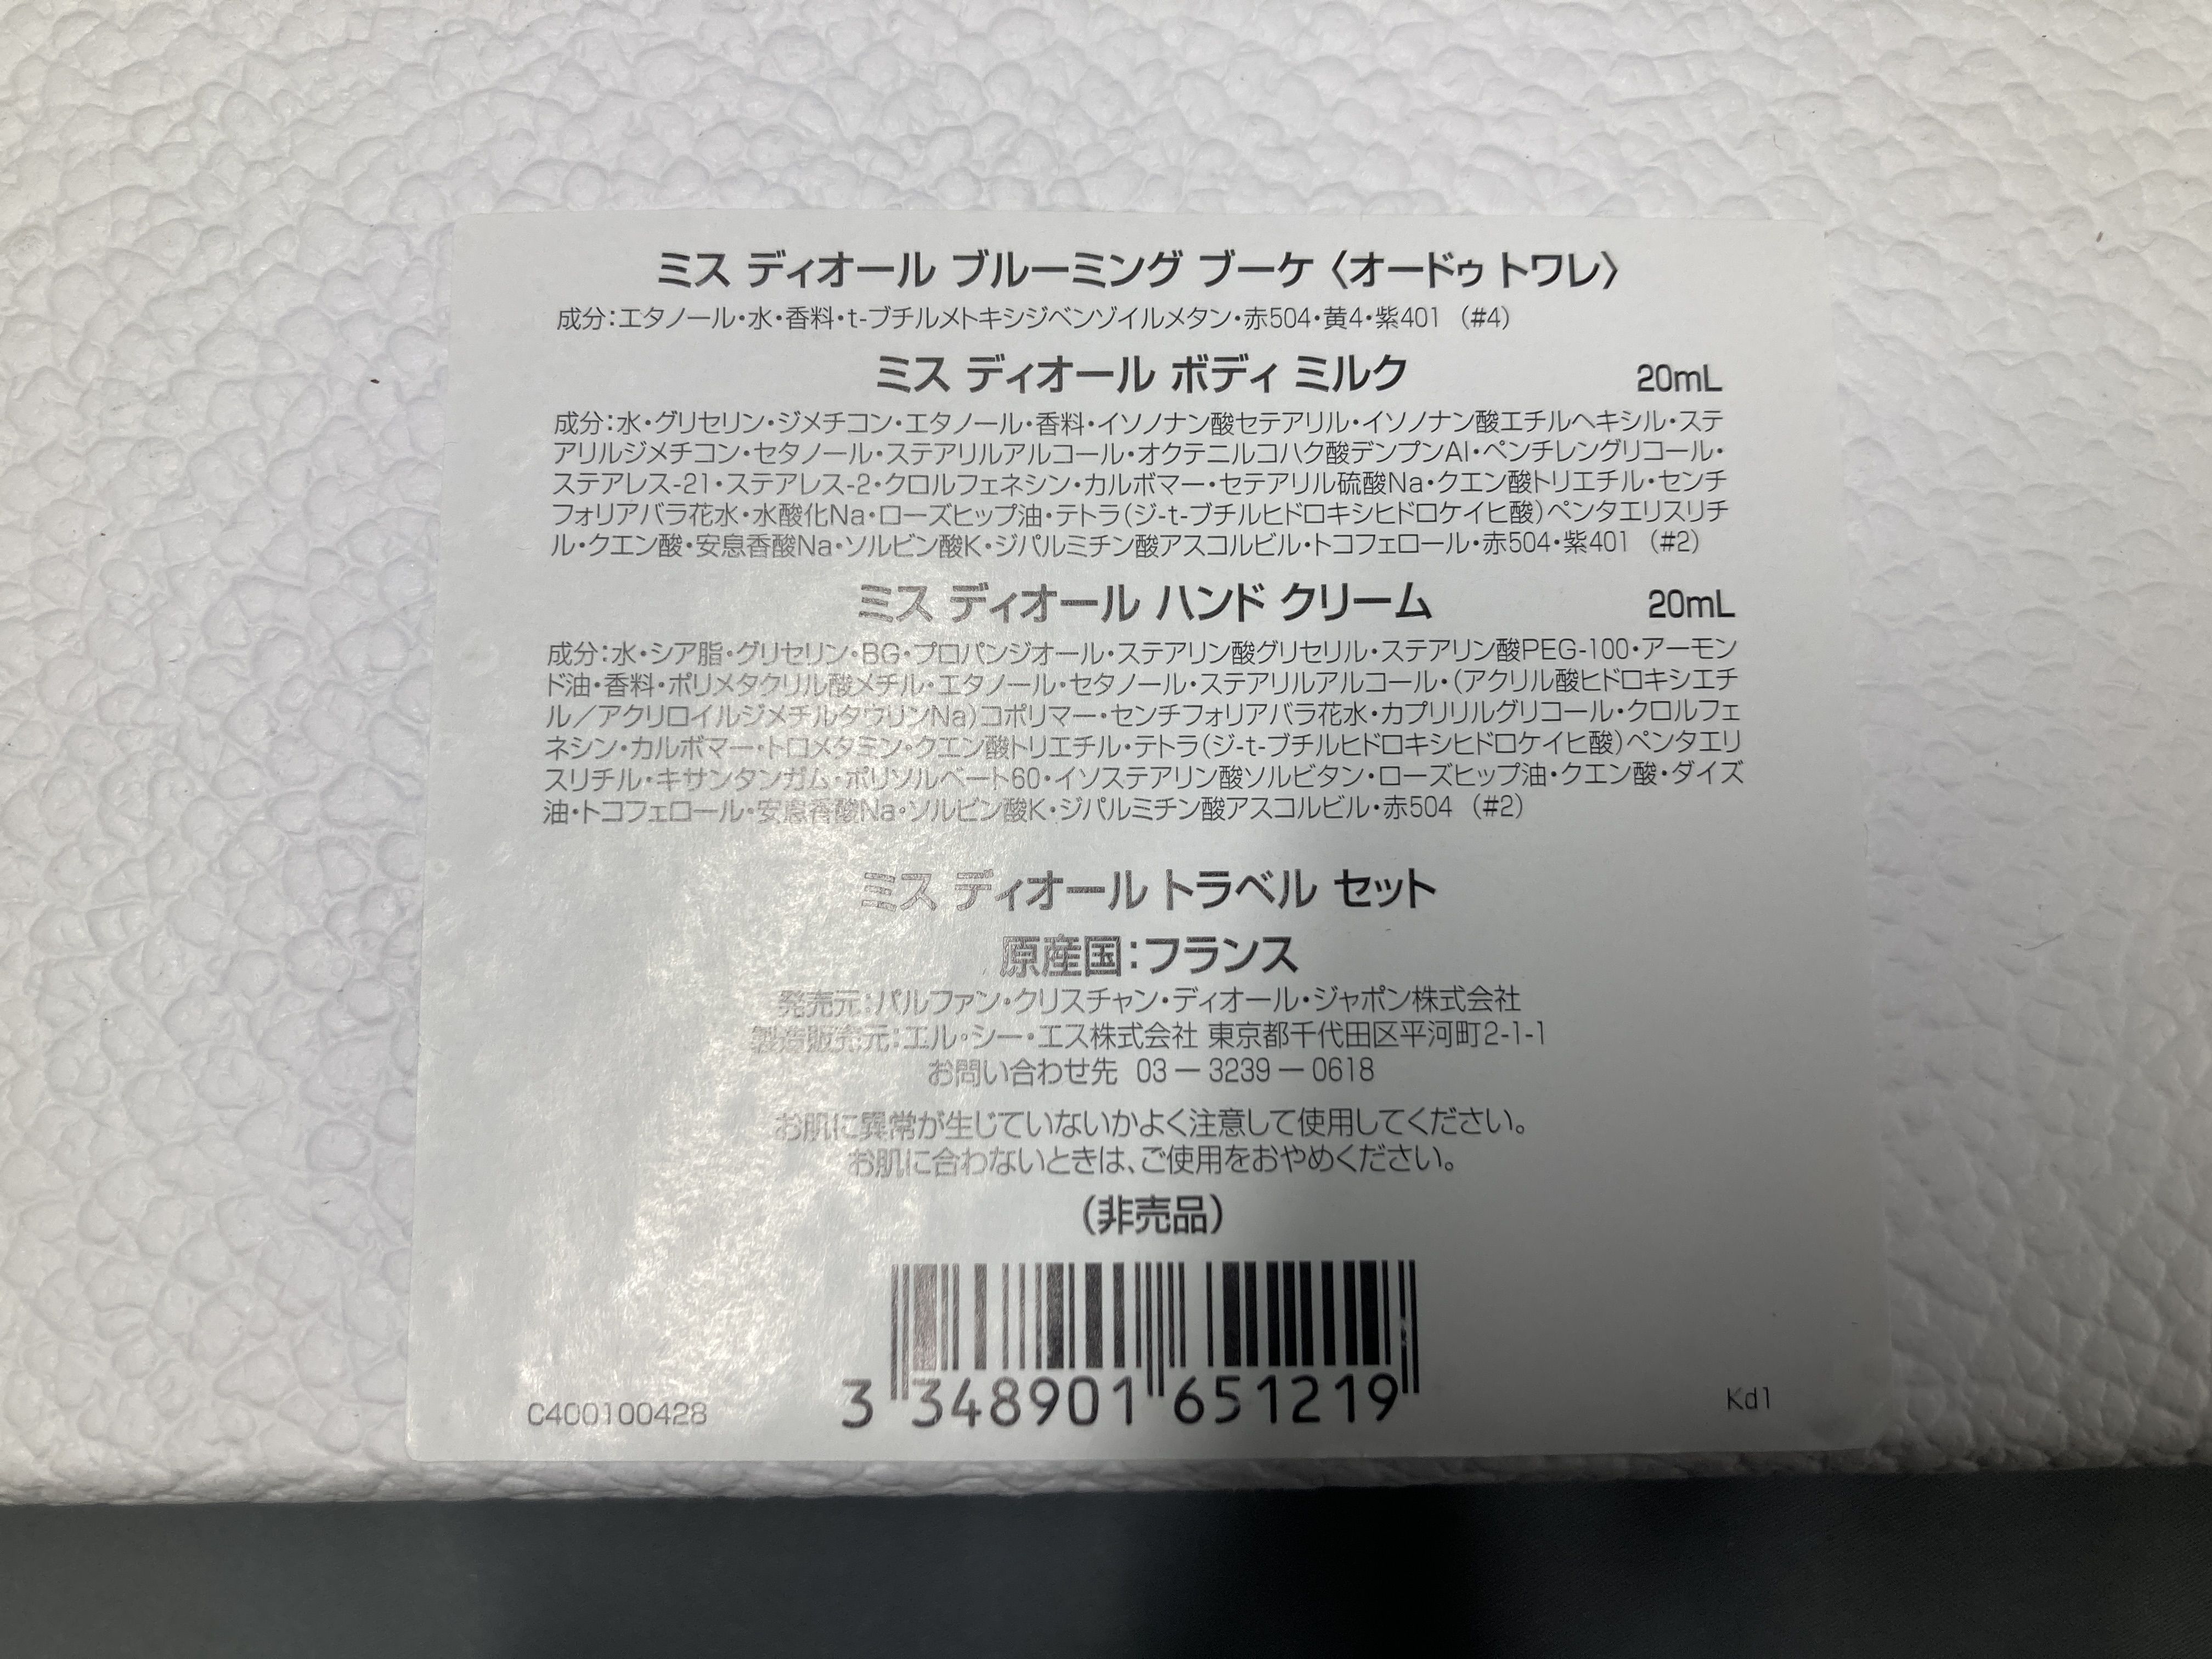 ミス ディオール ブルーミング ブーケ〈オードゥ トワレ〉
成分：エタノール・水・香料・t-ブチルメトキシジベンゾイルメタン・赤504・黄4・紫401（#4）
ミス ディオール ボディ ミルク 20mL
成分：水・グリセリン・ジメチコン・エタノール・香料・イソノナン酸セテアリル・イソノナン酸エチルヘキシル・ステ
アリルジメチコン・セタノール・ステアリルアルコール・オクテニルコハク酸デンプンAl・ペンチレングリコール・
ステアレス-21・ステアレス-2・クロルフェネシン・カルボマー・セテアリル硫酸Na・クエン酸トリエチル・センチ
フォリアバラ花水・水酸化Na・ローズヒップ油・テトラ（ジ-t-ブチルヒドロキシヒドロケイヒ酸）ペンタエリスリチ
ル・クエン酸・安息香酸Na・ソルビン酸K・ジパルミチン酸アスコルビル・トコフェロール・赤504・紫401（#2）
ミス ディオール ハンド クリーム 20mL
成分：水・シア脂・グリセリン・BG・プロパンジオール・ステアリン酸グリセリル・ステアリン酸PEG-100・アーモン
ド油・香料・ポリメタクリル酸メチル・エタノール・セタノール・ステアリルアルコール・（アクリル酸ヒドロキシエチ
ル／アクリロイルジメチルタウリンNa）コポリマー・センチフォリアバラ花水・カプリリルグリコール・クロルフェ
ネシン・カルボマー・トロメタミン・クエン酸トリエチル・テトラ（ジ-t-ブチルヒドロキシヒドロケイヒ酸）ペンタエリ
スリチル・キサンタンガム・ポリソルベート60・イソステアリン酸ソルビタン・ローズヒップ油・クエン酸・ダイズ
油・トコフェロール・安息香酸Na・ソルビン酸K・ジパルミチン酸アスコルビル・赤504（#2）
ミス ディオール トラベル セット
原産国：フランス
発売元：パルファン・クリスチャン・ディオール・ジャポン株式会社
製造販売元：エル・シー・エス株式会社 東京都千代田区平河町2-1-1
お問い合わせ先 03－3239－0618
お肌に異常が生じていないかよく注意して使用してください。
お肌に合わないときは、ご使用をおやめください。
（非売品）
3 348901 651219
C400100428 Kd1